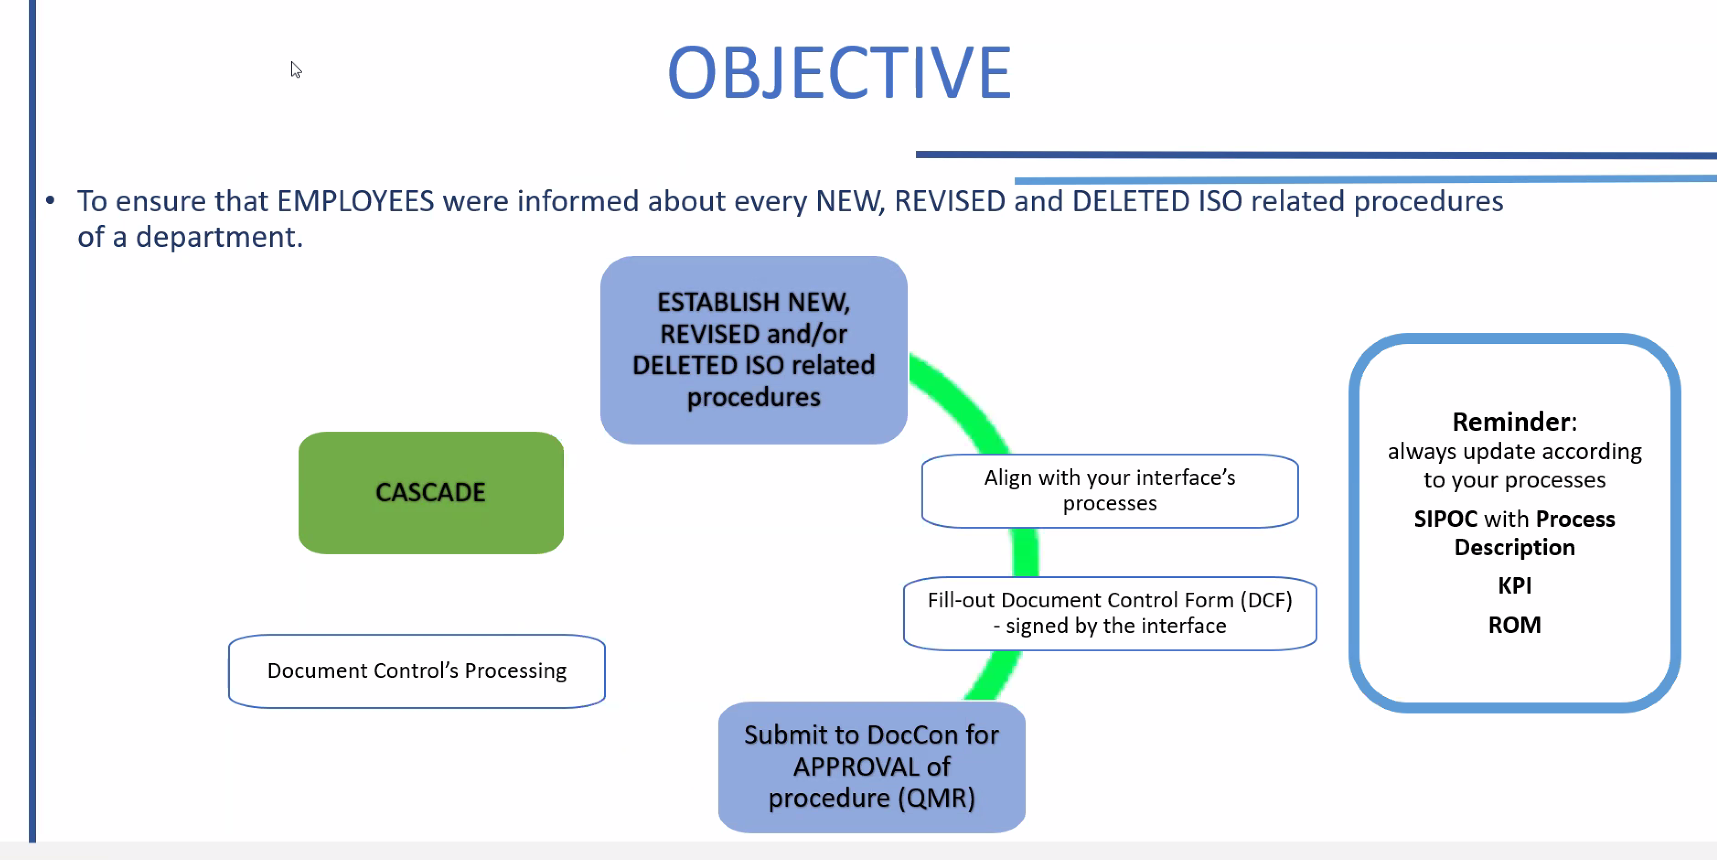 OBJECTIVE
• To ensure that EMPLOYEES were informed about every NEW, REVISED and DELETED ISO related procedures
of a department.
ESTABLISH NEW,
REVISED and/or
DELETED ISO related
procedures
CASCADE
Align with your interface’s
processes
Fill-out Document Control Form (DCF)
- signed by the interface
Document Control’s Processing
Submit to DocCon for
APPROVAL of
procedure (QMR)
Reminder:
always update according
to your processes
SIPOC with Process
Description
KPI
ROM